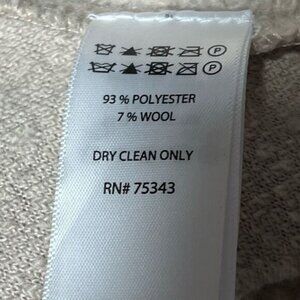 P
P
93 % POLYESTER
7 % WOOL
DRY CLEAN ONLY
RN# 75343